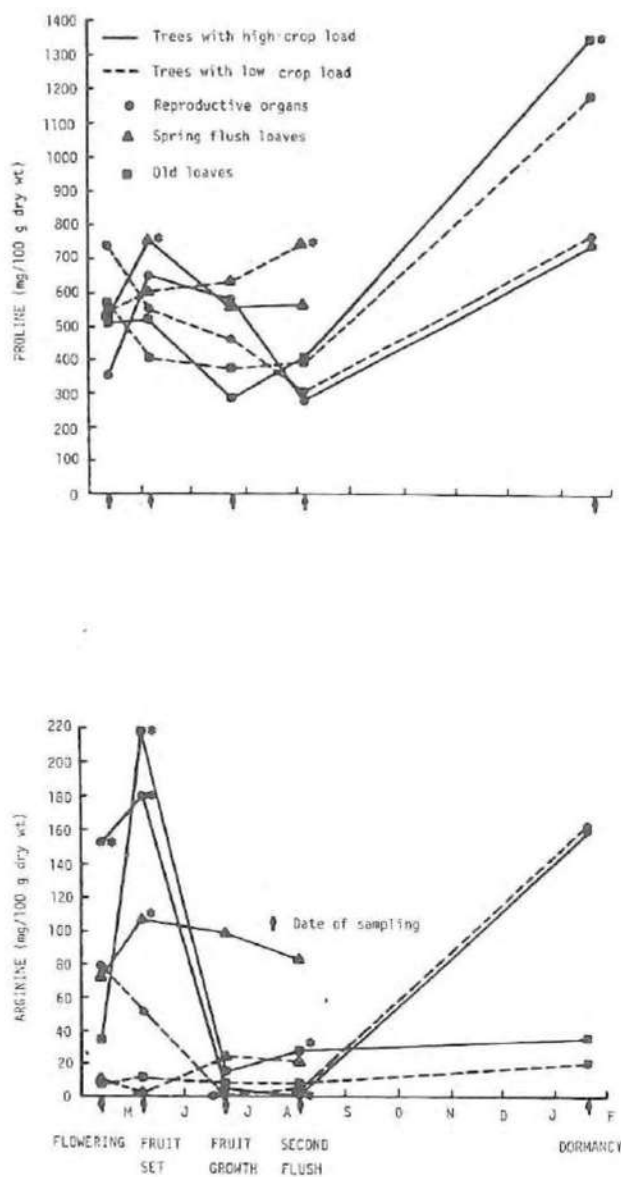 1400
1300
1200
1100
1000
900
800
700
600
500
400
300
200
100
0
PROLINE (mg/100 g dry wt)
Trees with high-crop load
Trees with low crop load
Reproductive organs
Spring flush loaves
Old loaves
220
200
180
160
140
120
100
80
60
40
20
0
ARGININE (mg/100 g dry wt)
Date of sampling
M J J A S O N D J F
FLOWERING FRUIT SET FRUIT GROWTH SECOND FLUSH DORMANCY